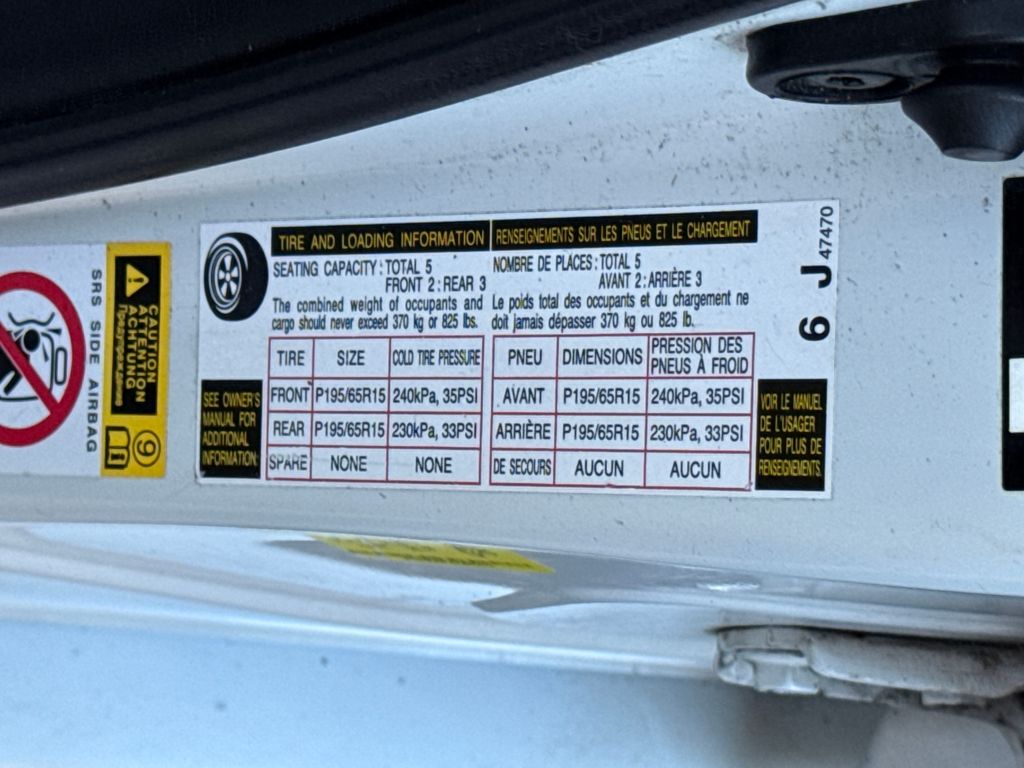 TIRE AND LOADING INFORMATION
SEATING CAPACITY : TOTAL 5
FRONT 2 : REAR 3
The combined weight of occupants and
cargo should never exceed 370 kg or 825 lbs.
TIRE SIZE COLD TIRE PRESSURE
FRONT P195/65R15 240kPa, 35PSI
REAR P195/65R15 230kPa, 33PSI
SPARE NONE NONE
SEE OWNER'S
MANUAL FOR
ADDITIONAL
INFORMATION.
RENSEIGNEMENTS SUR LES PNEUS ET LE CHARGEMENT
NOMBRE DE PLACES : TOTAL 5
AVANT 2 : ARRIÈRE 3
Le poids total des occupants et du chargement ne
doit jamais dépasser 370 kg ou 825 lb.
PNEU DIMENSIONS PRESSION DES
PNEUS À FROID
AVANT P195/65R15 240kPa, 35PSI
ARRIÈRE P195/65R15 230kPa, 33PSI
DE SECOURS AUCUN AUCUN
VOIR LE MANUEL
DE L'USAGER
POUR PLUS DE
RENSEIGNEMENTS.
6 J 47470
CAUTION
ATTENTION
ACHTUNG
Предупреждение
9
SRS SIDE AIRBAG